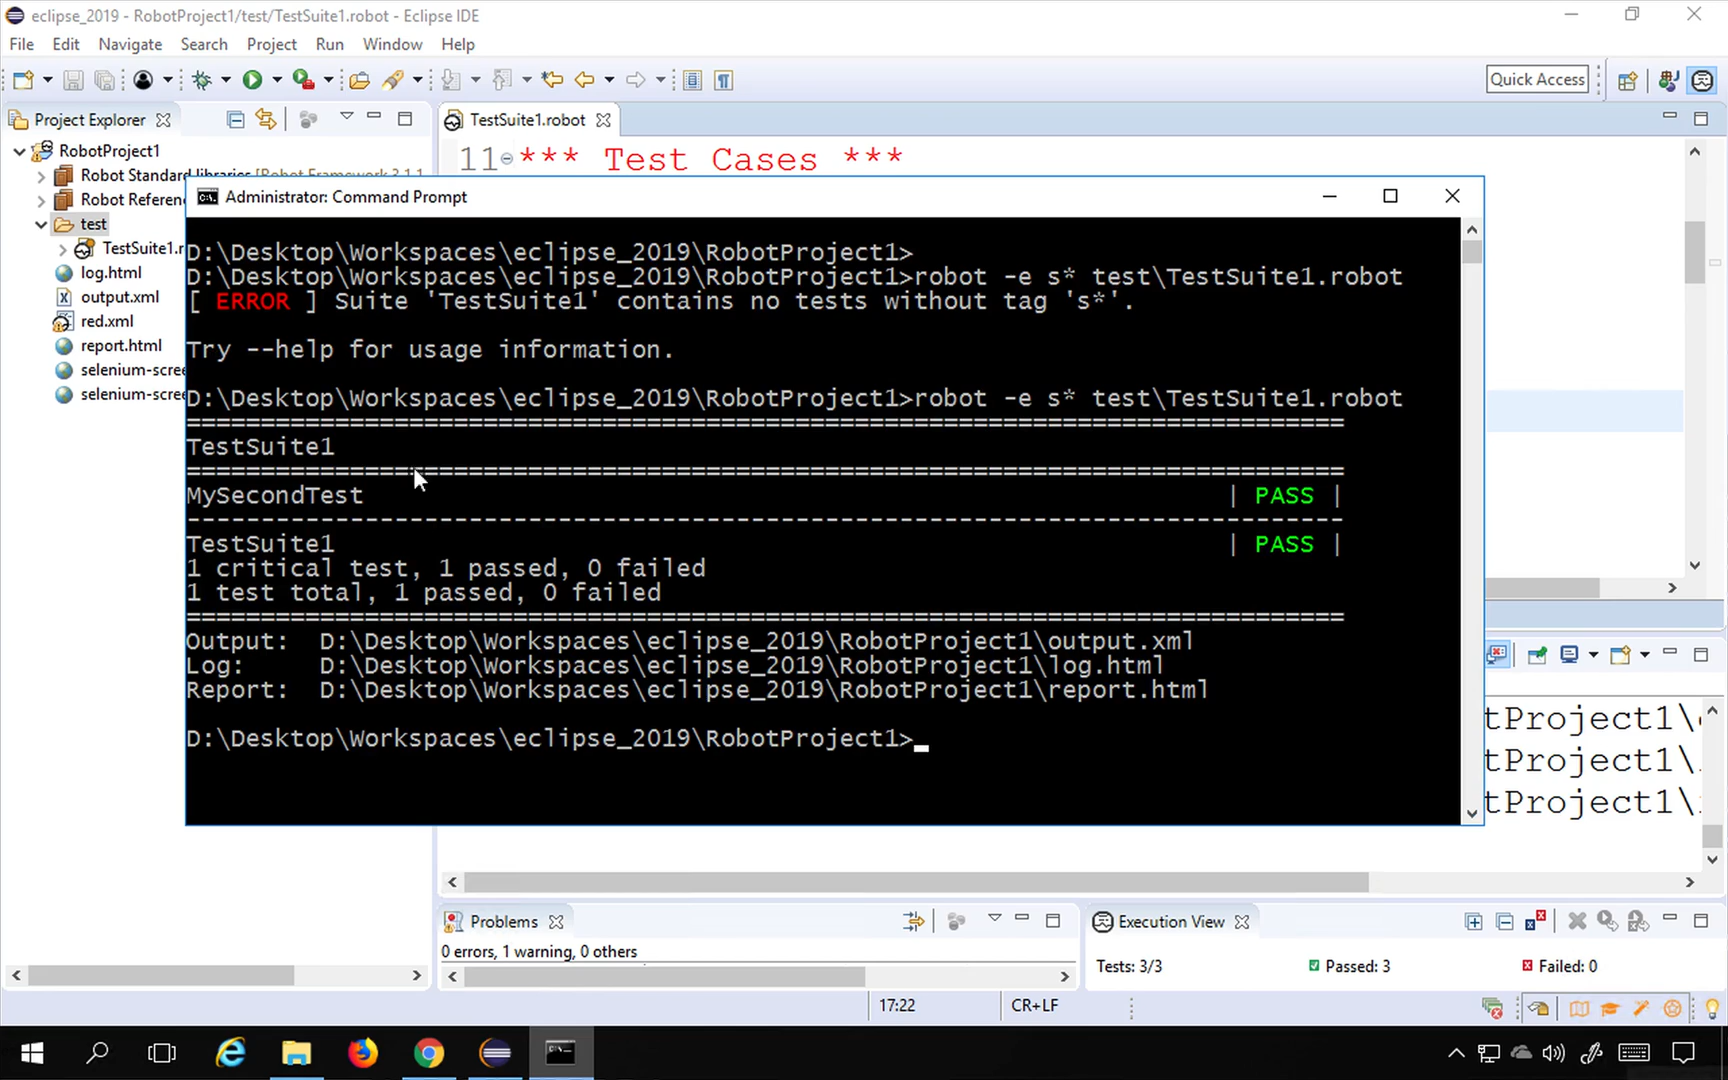 eclipse_2019 - RobotProject1/test/TestSuite1.robot - Eclipse IDE
File Edit Navigate Search Project Run Window Help
Quick Access
Project Explorer
TestSuite1.robot
RobotProject1
11 *** Test Cases ***
Robot Standard Libraries [Robot Framework 3.1.1
Robot Referen
test
TestSuite1.r
log.html
output.xml
red.xml
report.html
selenium-scre
selenium-scre
Administrator: Command Prompt
D:\Desktop\Workspaces\eclipse_2019\RobotProject1>
D:\Desktop\Workspaces\eclipse_2019\RobotProject1>robot -e s* test\TestSuite1.robot
[ ERROR ] Suite 'TestSuite1' contains no tests without tag 's*'.
Try --help for usage information.
D:\Desktop\Workspaces\eclipse_2019\RobotProject1>robot -e s* test\TestSuite1.robot
==============================================================================
TestSuite1
==============================================================================
MySecondTest | PASS |
------------------------------------------------------------------------------
TestSuite1 | PASS |
1 critical test, 1 passed, 0 failed
1 test total, 1 passed, 0 failed
==============================================================================
Output: D:\Desktop\Workspaces\eclipse_2019\RobotProject1\output.xml
Log: D:\Desktop\Workspaces\eclipse_2019\RobotProject1\log.html
Report: D:\Desktop\Workspaces\eclipse_2019\RobotProject1\report.html
D:\Desktop\Workspaces\eclipse_2019\RobotProject1>
tProject1\
tProject1\
tProject1\
Problems
0 errors, 1 warning, 0 others
Execution View
Tests: 3/3 Passed: 3 Failed: 0
17:22 CR+LF